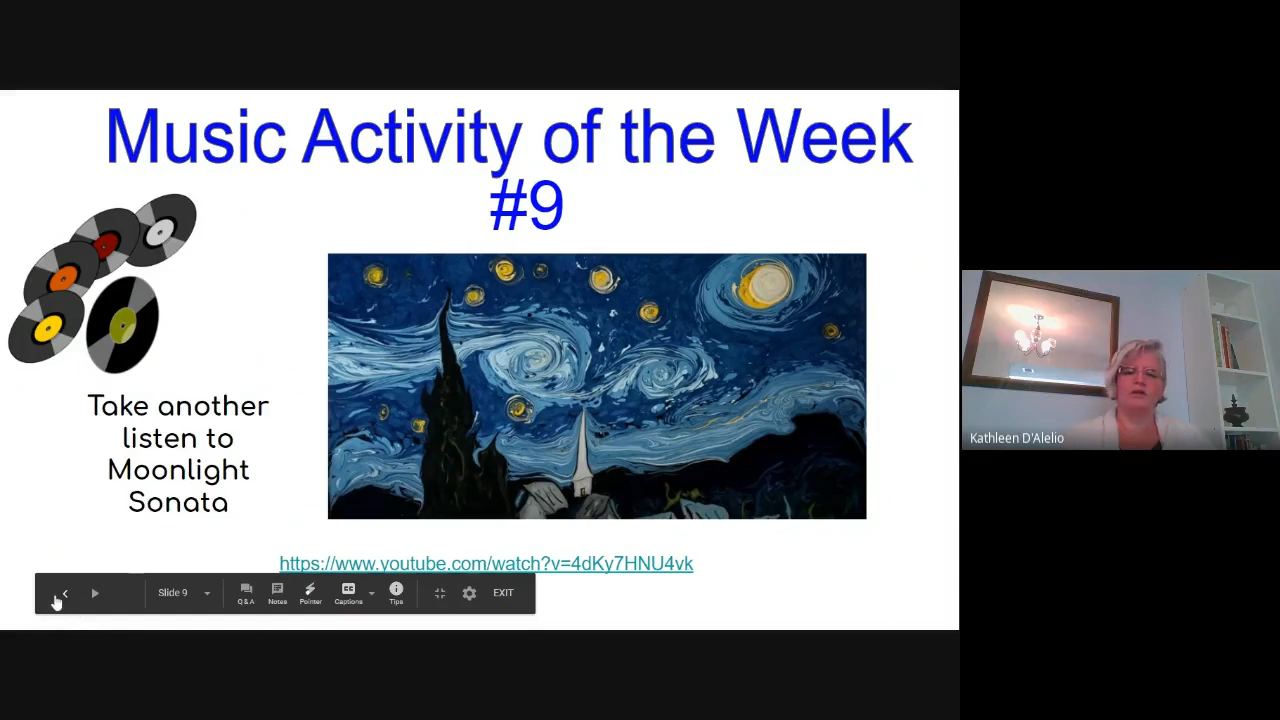 Music Activity of the Week
#9
Take another
listen to
Moonlight
Sonata
https://www.youtube.com/watch?v=4dKy7HNU4vk
Slide 9
Q & A
Notes
Pointer
Captions
Tips
EXIT
Kathleen D'Alelio